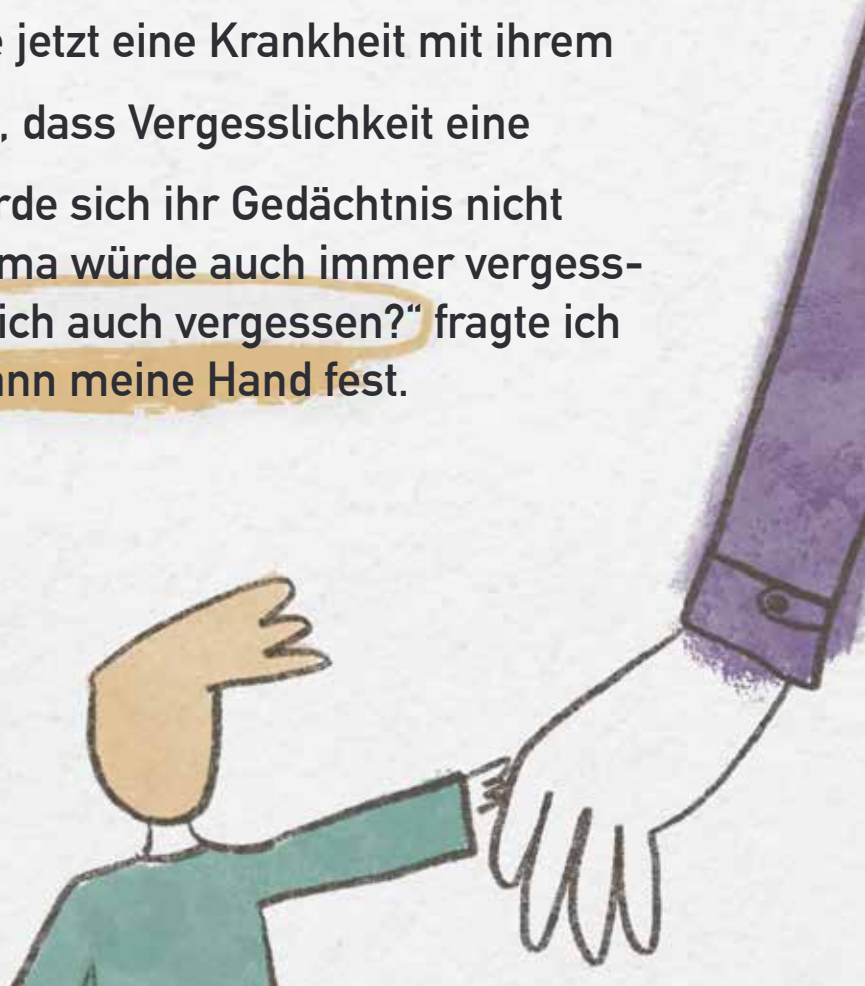 jetzt eine Krankheit mit ihrem
, dass Vergesslichkeit eine
rde sich ihr Gedächtnis nicht
ma würde auch immer vergess-
ich auch vergessen?“ fragte ich
ann meine Hand fest.